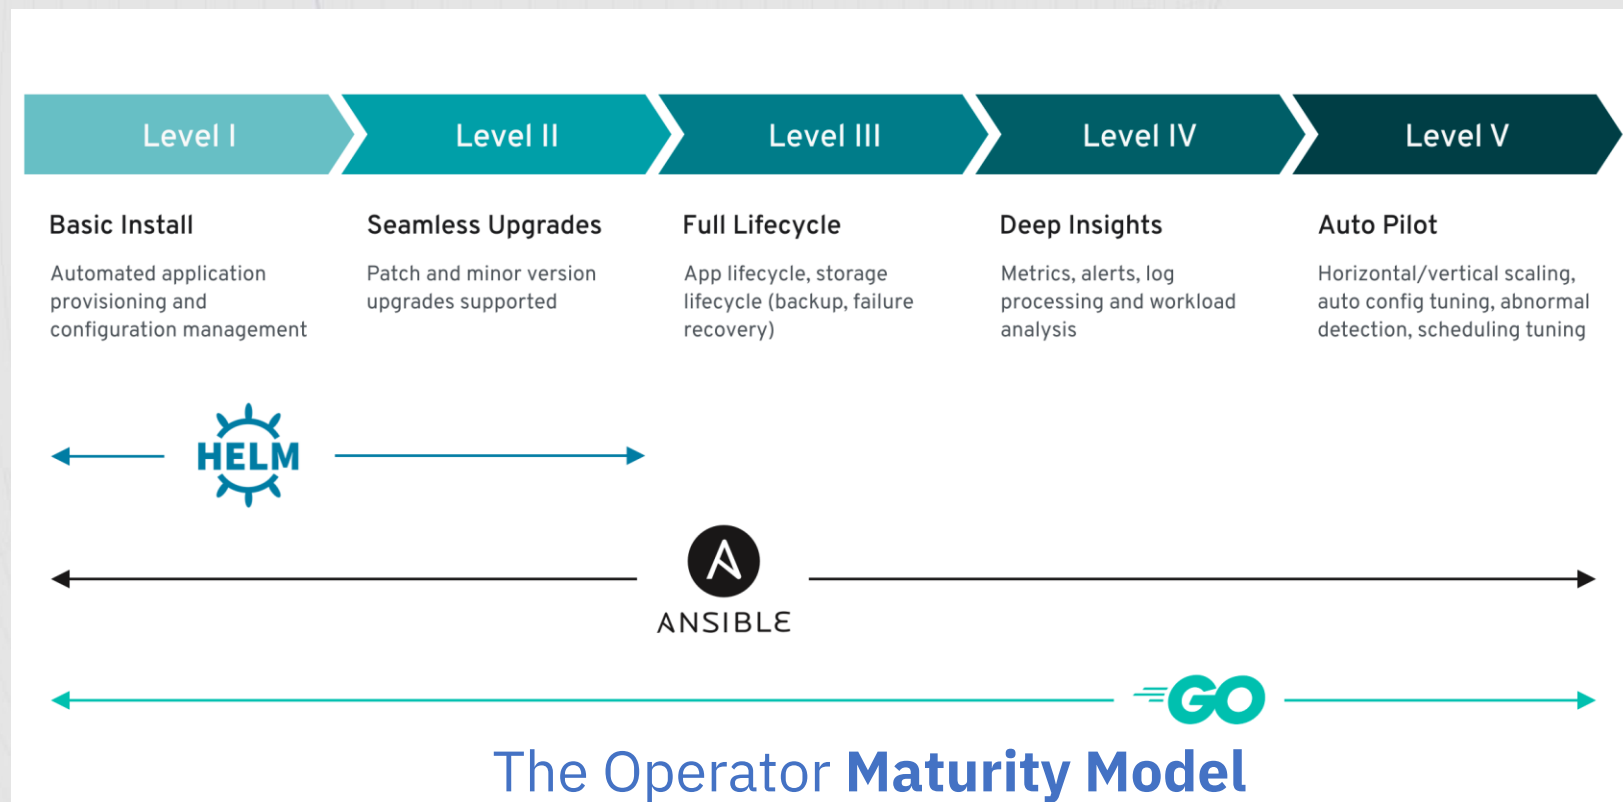 Level I
Level II
Level III
Level IV
Level V
Basic Install
Automated application
provisioning and
configuration management
Seamless Upgrades
Patch and minor version
upgrades supported
Full Lifecycle
App lifecycle, storage
lifecycle (backup, failure
recovery)
Deep Insights
Metrics, alerts, log
processing and workload
analysis
Auto Pilot
Horizontal/vertical scaling,
auto config tuning, abnormal
detection, scheduling tuning
HELM
A
ANSIBLE
GO
The Operator Maturity Model